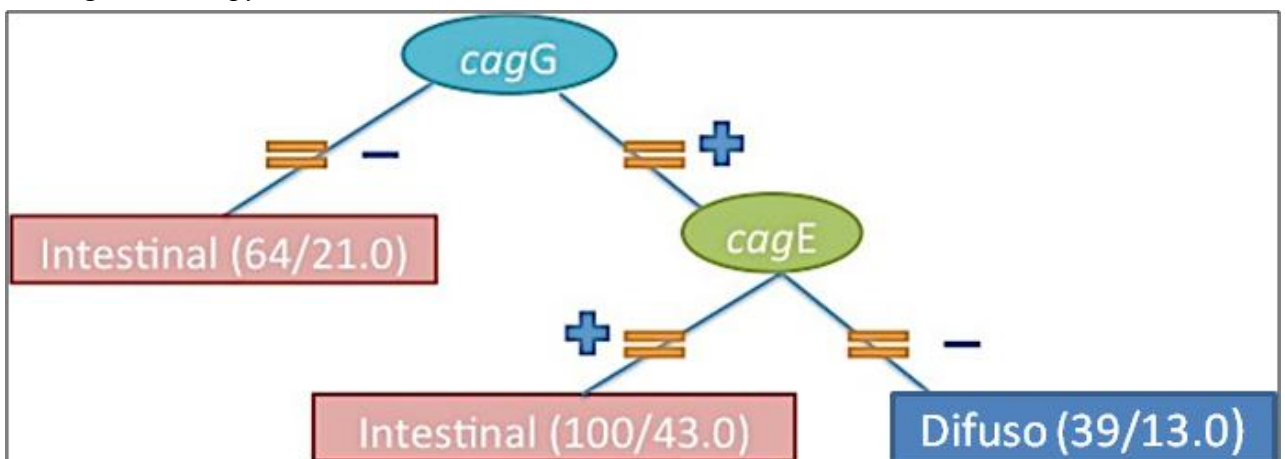 cagG
= −
= +
Intestinal (64/21.0)
cagE
+ =
= −
Intestinal (100/43.0)
Difuso (39/13.0)